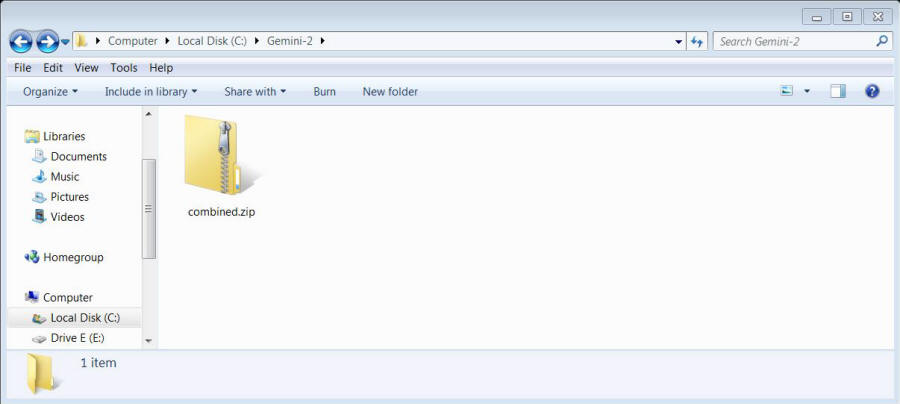 Computer Local Disk (C:) Gemini-2
Search Gemini-2
File Edit View Tools Help
Organize Include in library Share with Burn New folder
Libraries
Documents
Music
Pictures
Videos
Homegroup
Computer
Local Disk (C:)
Drive E (E:)
combined.zip
1 item